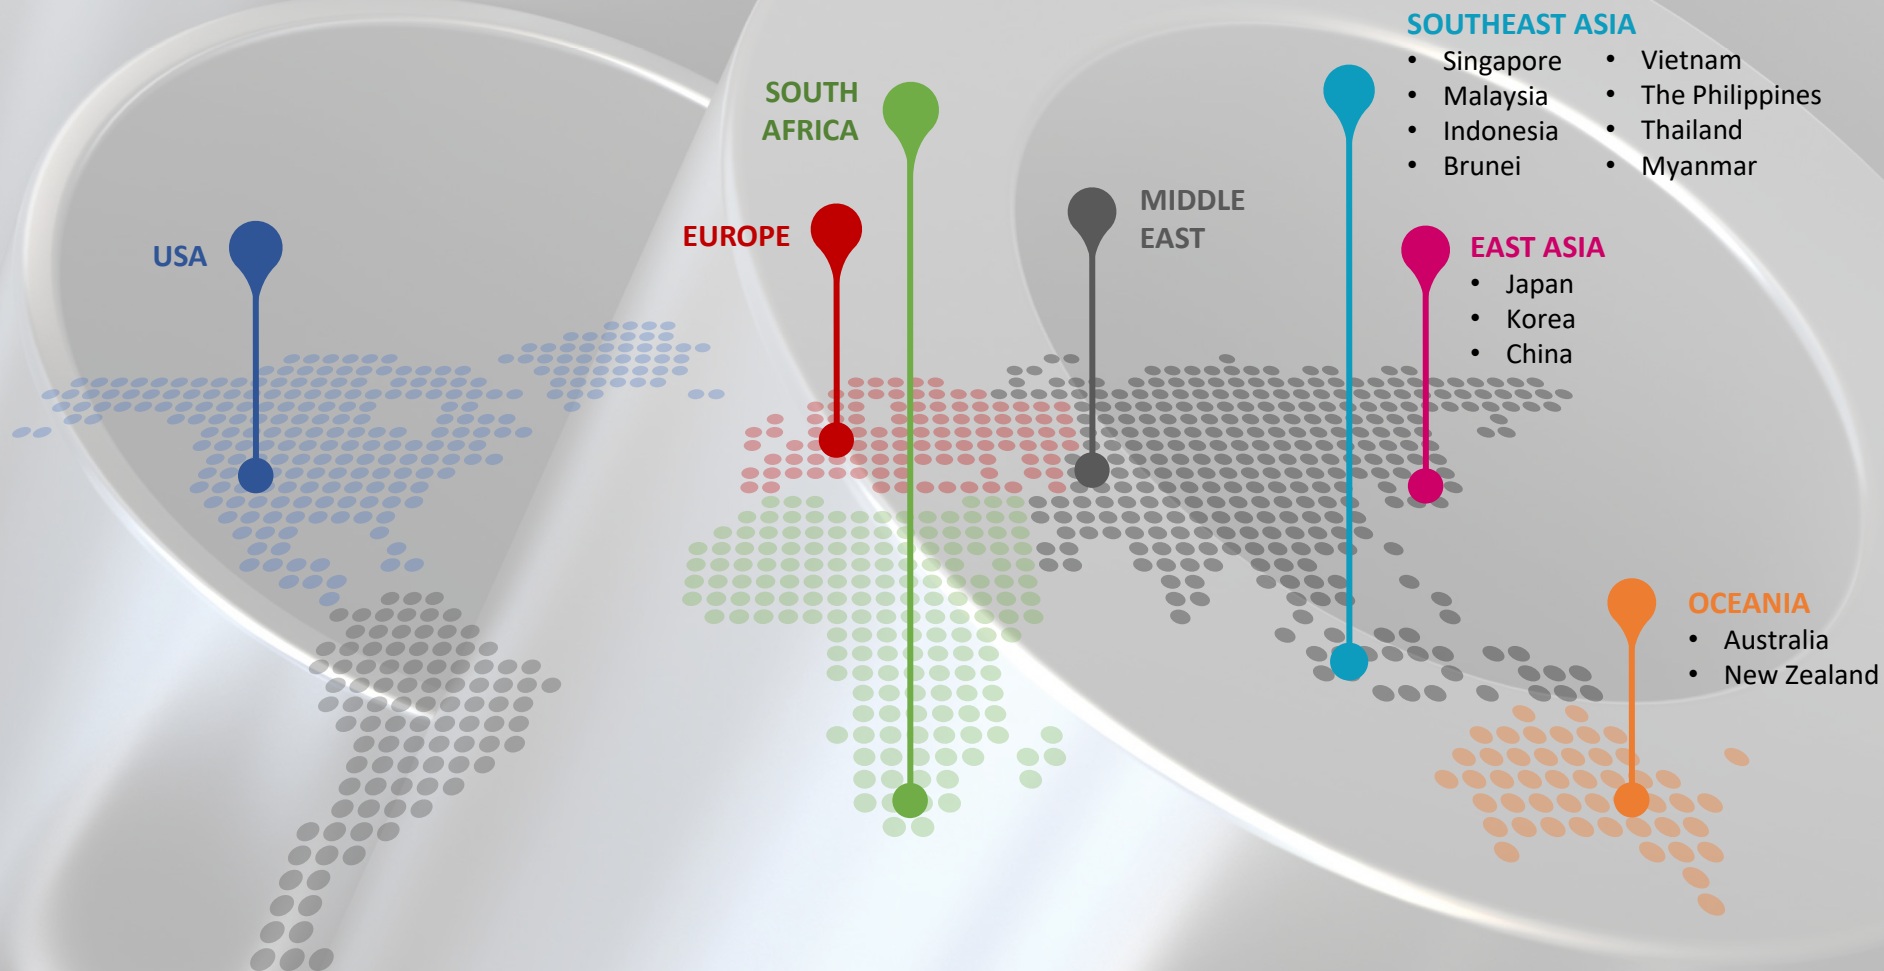 USA
EUROPE
SOUTH
AFRICA
MIDDLE
EAST
SOUTHEAST ASIA
• Singapore
• Malaysia
• Indonesia
• Brunei
• Vietnam
• The Philippines
• Thailand
• Myanmar
EAST ASIA
• Japan
• Korea
• China
OCEANIA
• Australia
• New Zealand